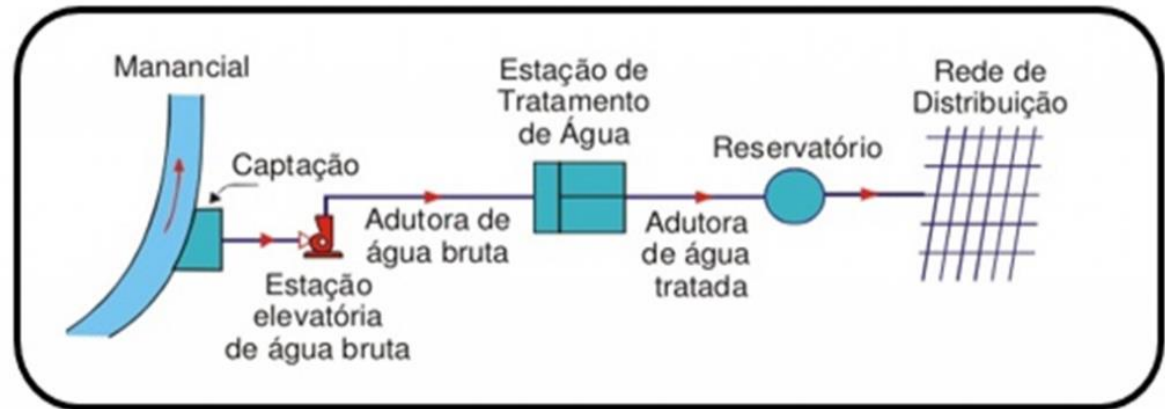 Manancial
Captação
Estação
elevatória
de água bruta
Adutora de
água bruta
Estação de
Tratamento
de Água
Adutora
de água
tratada
Reservatório
Rede de
Distribuição